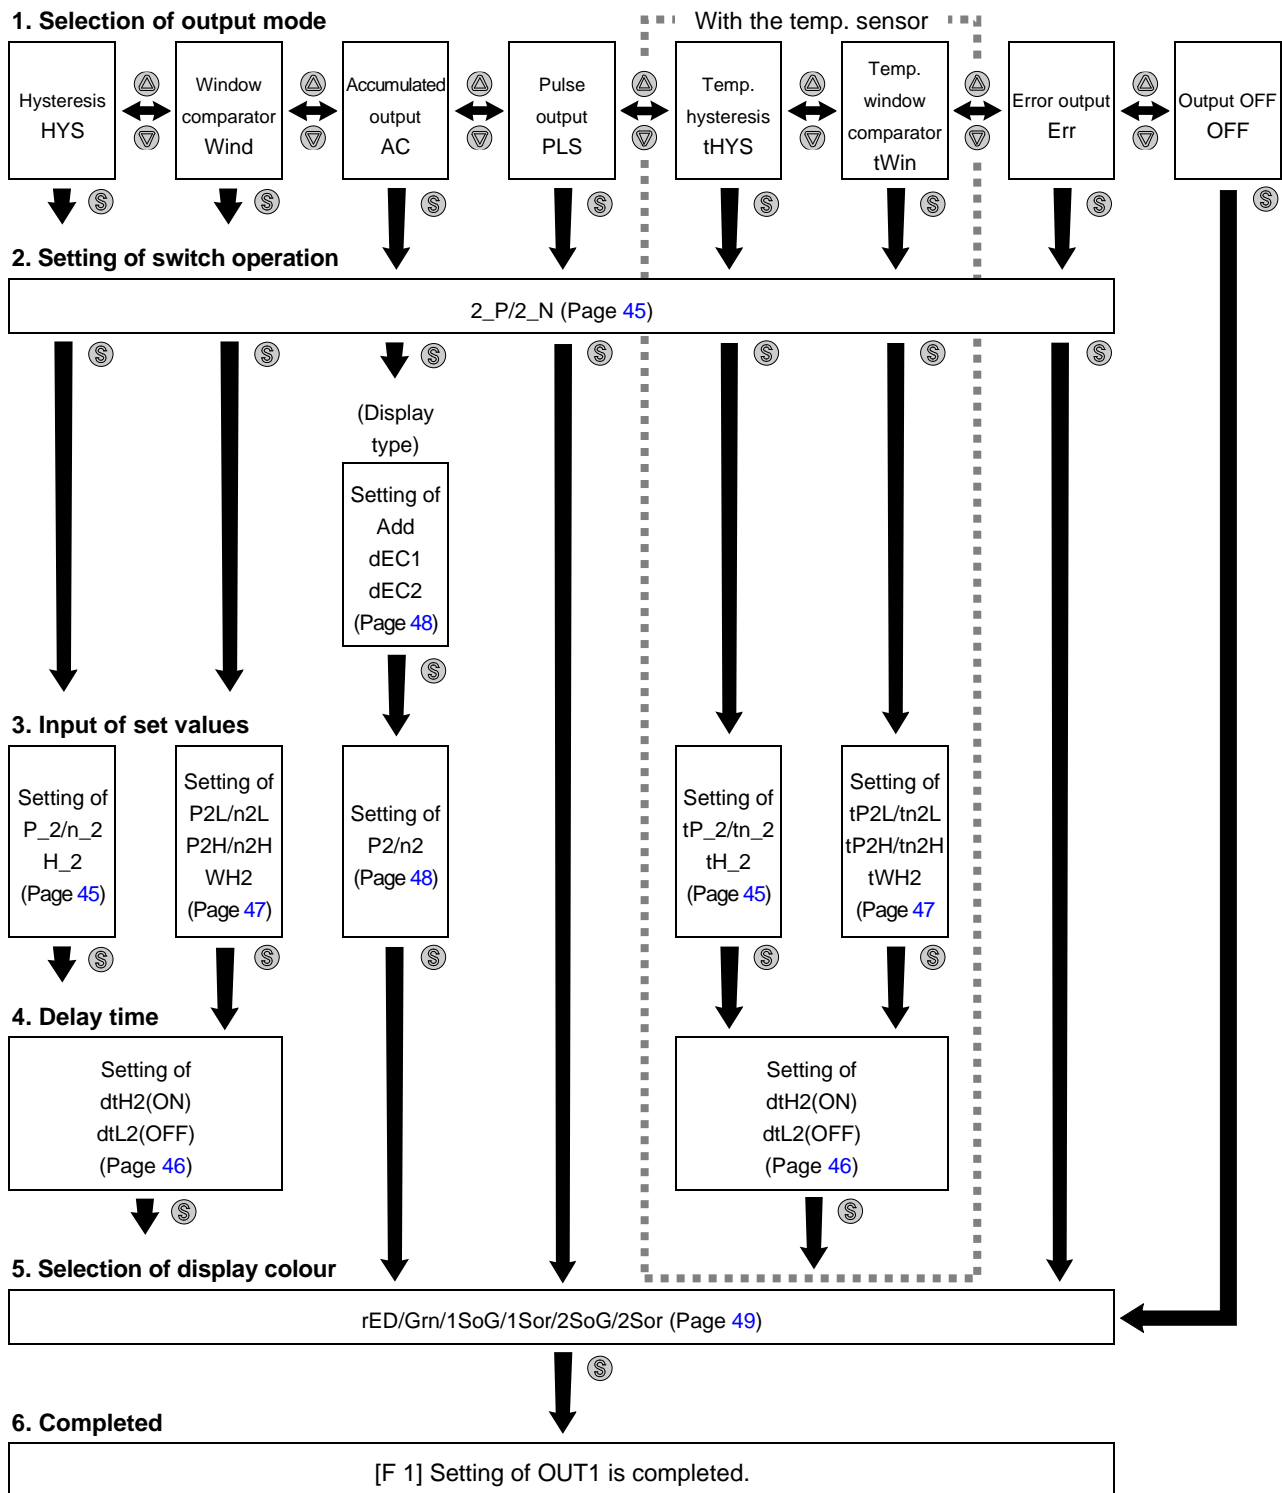 1. Selection of output mode
With the temp. sensor
Hysteresis
HYS
Window
comparator
Wind
Accumulated
output
AC
Pulse
output
PLS
Temp.
hysteresis
tHYS
Temp.
window
comparator
tWin
Error output
Err
Output OFF
OFF
S
S
S
S
S
S
S
S
2. Setting of switch operation
2_P/2_N (Page 45)
S
S
S
S
S
S
S
(Display
type)
Setting of
Add
dEC1
dEC2
(Page 48)
S
3. Input of set values
Setting of
P_2/n_2
H_2
(Page 45)
Setting of
P2L/n2L
P2H/n2H
WH2
(Page 47)
Setting of
P2/n2
(Page 48)
Setting of
tP_2/tn_2
tH_2
(Page 45)
Setting of
tP2L/tn2L
tP2H/tn2H
tWH2
(Page 47
S
S
S
S
S
4. Delay time
Setting of
dtH2(ON)
dtL2(OFF)
(Page 46)
Setting of
dtH2(ON)
dtL2(OFF)
(Page 46)
S
S
5. Selection of display colour
rED/Grn/1SoG/1Sor/2SoG/2Sor (Page 49)
S
6. Completed
[F 1] Setting of OUT1 is completed.